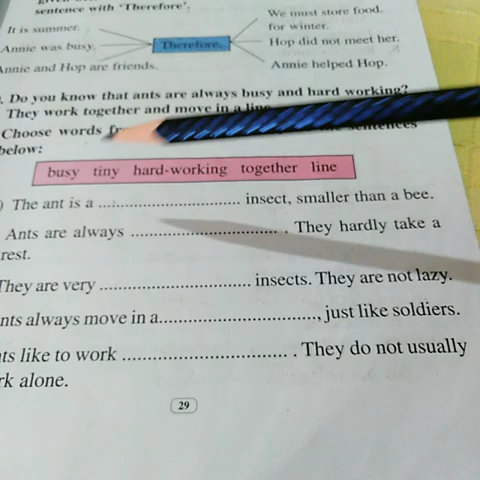 sentence with 'Therefore'.
It is summer.
Annie was busy.
Annie and Hop are friends.
Therefore,
We must store food.
for winter.
Hop did not meet her.
Annie helped Hop.
Do you know that ants are always busy and hard working?
They work together and move in a line.
Choose words
sentences
below:
busy tiny hard-working together line
The ant is a ........................ insect, smaller than a bee.
Ants are always ........................ . They hardly take a
rest.
They are very ........................ insects. They are not lazy.
nts always move in a........................, just like soldiers.
ts like to work ........................ . They do not usually
rk alone.
29